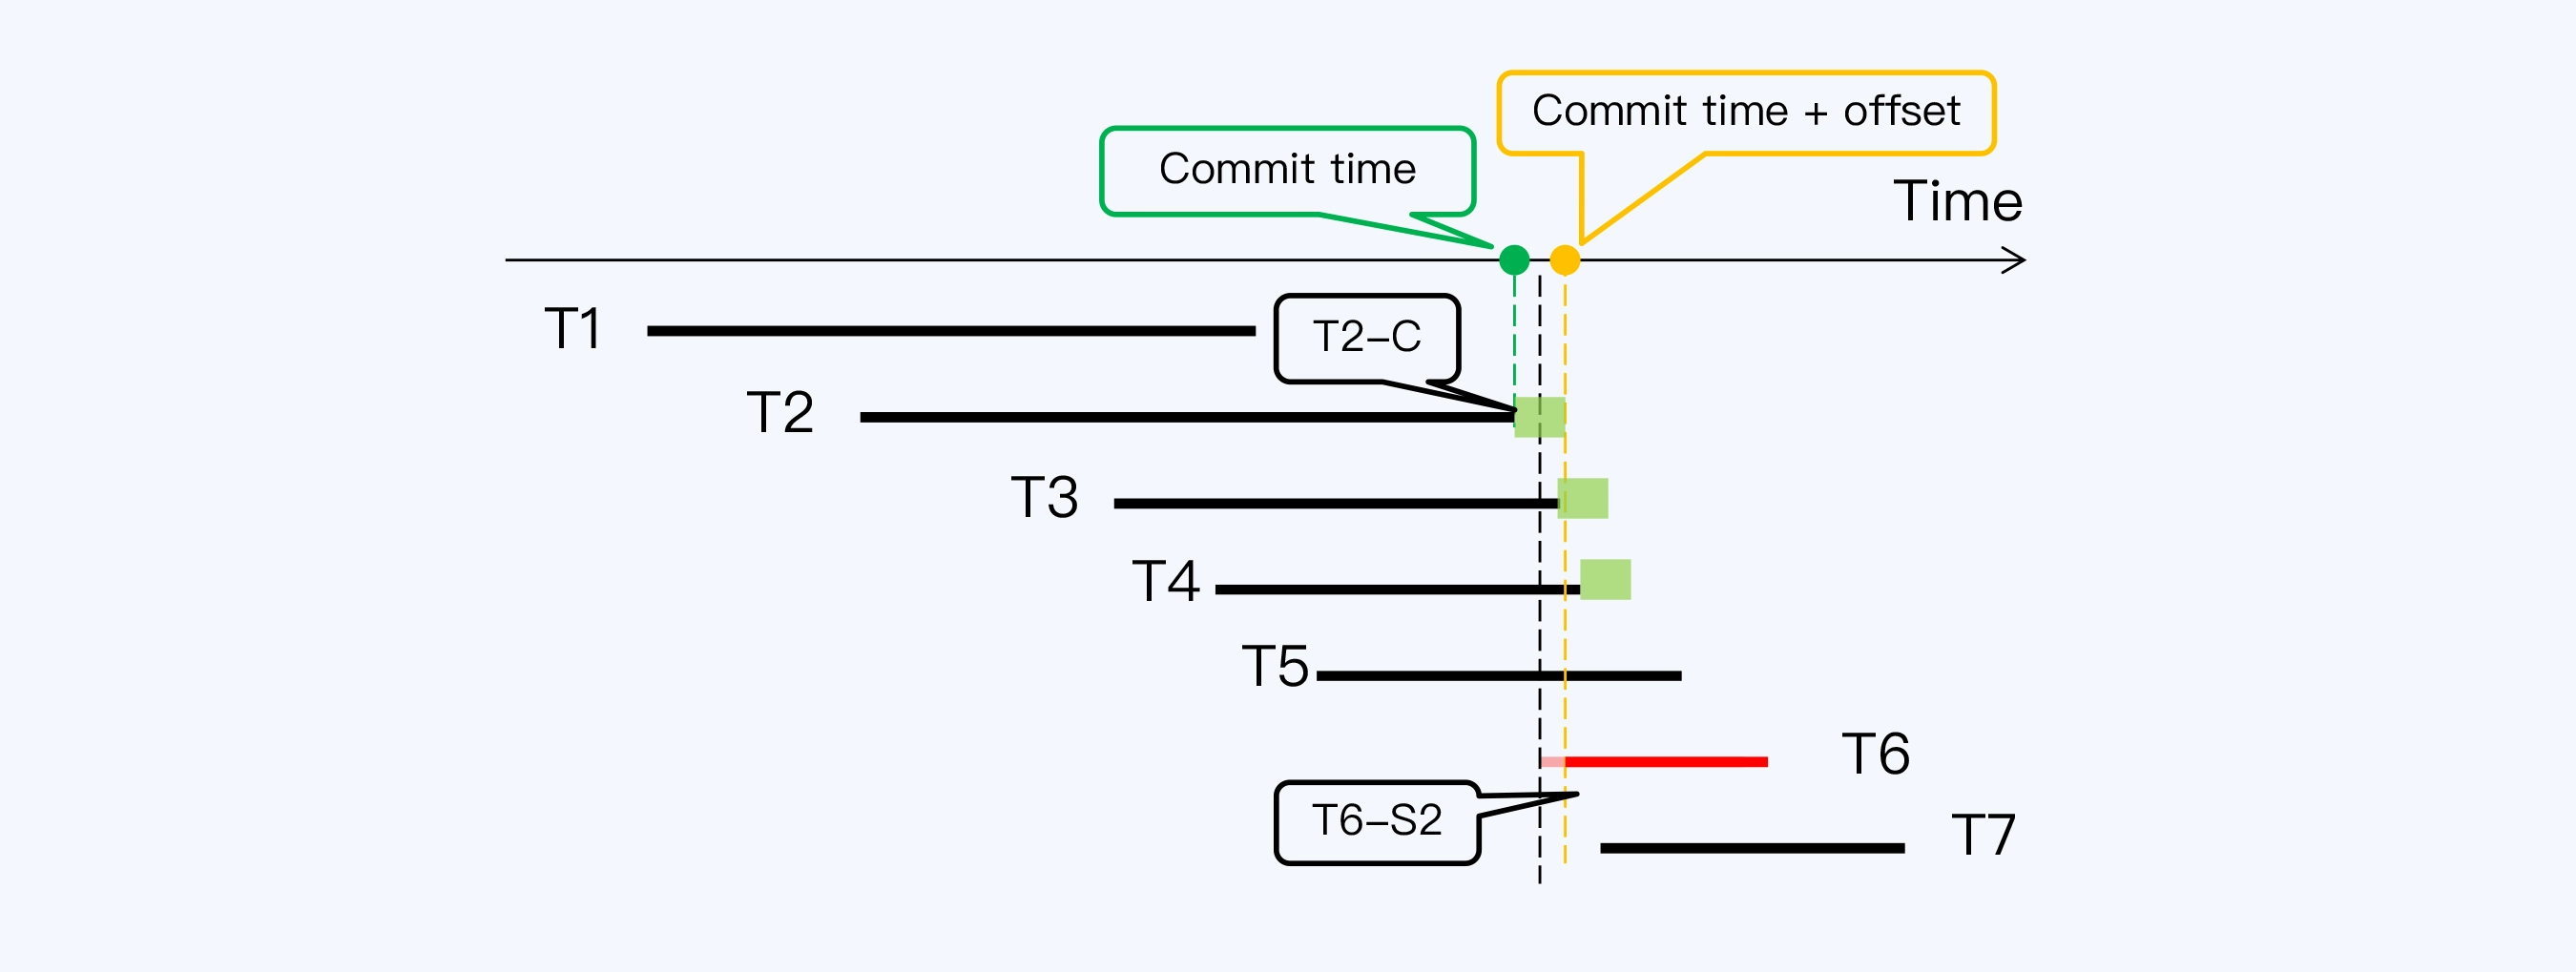 Commit time + offset
Commit time
Time
T1
T2-C
T2
T3
T4
T5
T6
T6-S2
T7